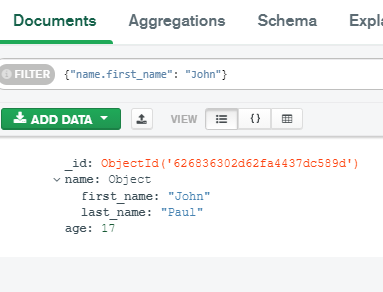 Documents Aggregations Schema Expla
FILTER {"name.first_name": "John"}
ADD DATA VIEW {}
_id: ObjectId('626836302d62fa4437dc589d')
name: Object
first_name: "John"
last_name: "Paul"
age: 17